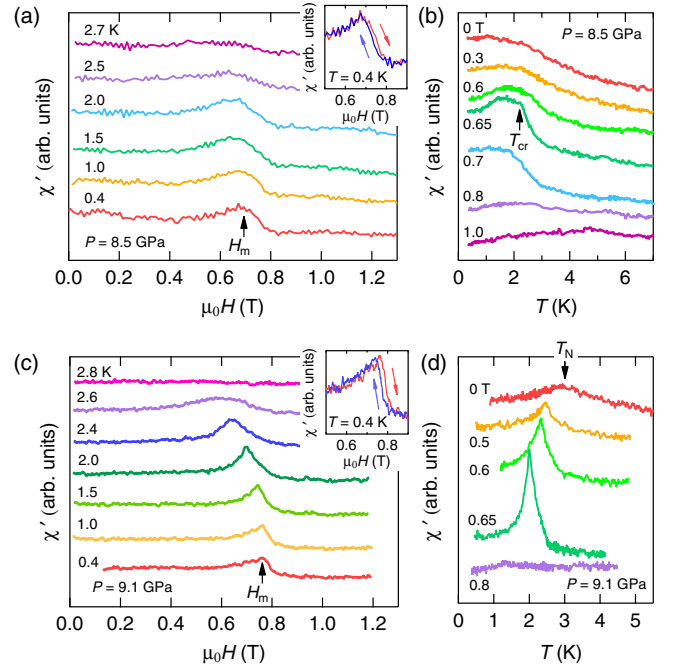 (a)
2.7 K
2.5
2.0
1.5
1.0
0.4
P = 8.5 GPa
H_m
χ′ (arb. units)
0.0 0.2 0.4 0.6 0.8 1.0 1.2
μ₀H (T)
χ′ (arb. units)
T = 0.4 K
0.6 0.8
μ₀H (T)
(b)
0 T
P = 8.5 GPa
0.3
0.6
0.65
T_cr
0.7
0.8
1.0
χ′ (arb. units)
0 2 4 6
T (K)
(c)
2.8 K
2.6
2.4
2.0
1.5
1.0
0.4
P = 9.1 GPa
H_m
χ′ (arb. units)
0.0 0.2 0.4 0.6 0.8 1.0 1.2
μ₀H (T)
χ′ (arb. units)
T = 0.4 K
0.6 0.8
μ₀H (T)
(d)
T_N
0 T
0.5
0.6
0.65
0.8
P = 9.1 GPa
χ′ (arb. units)
0 1 2 3 4 5
T (K)